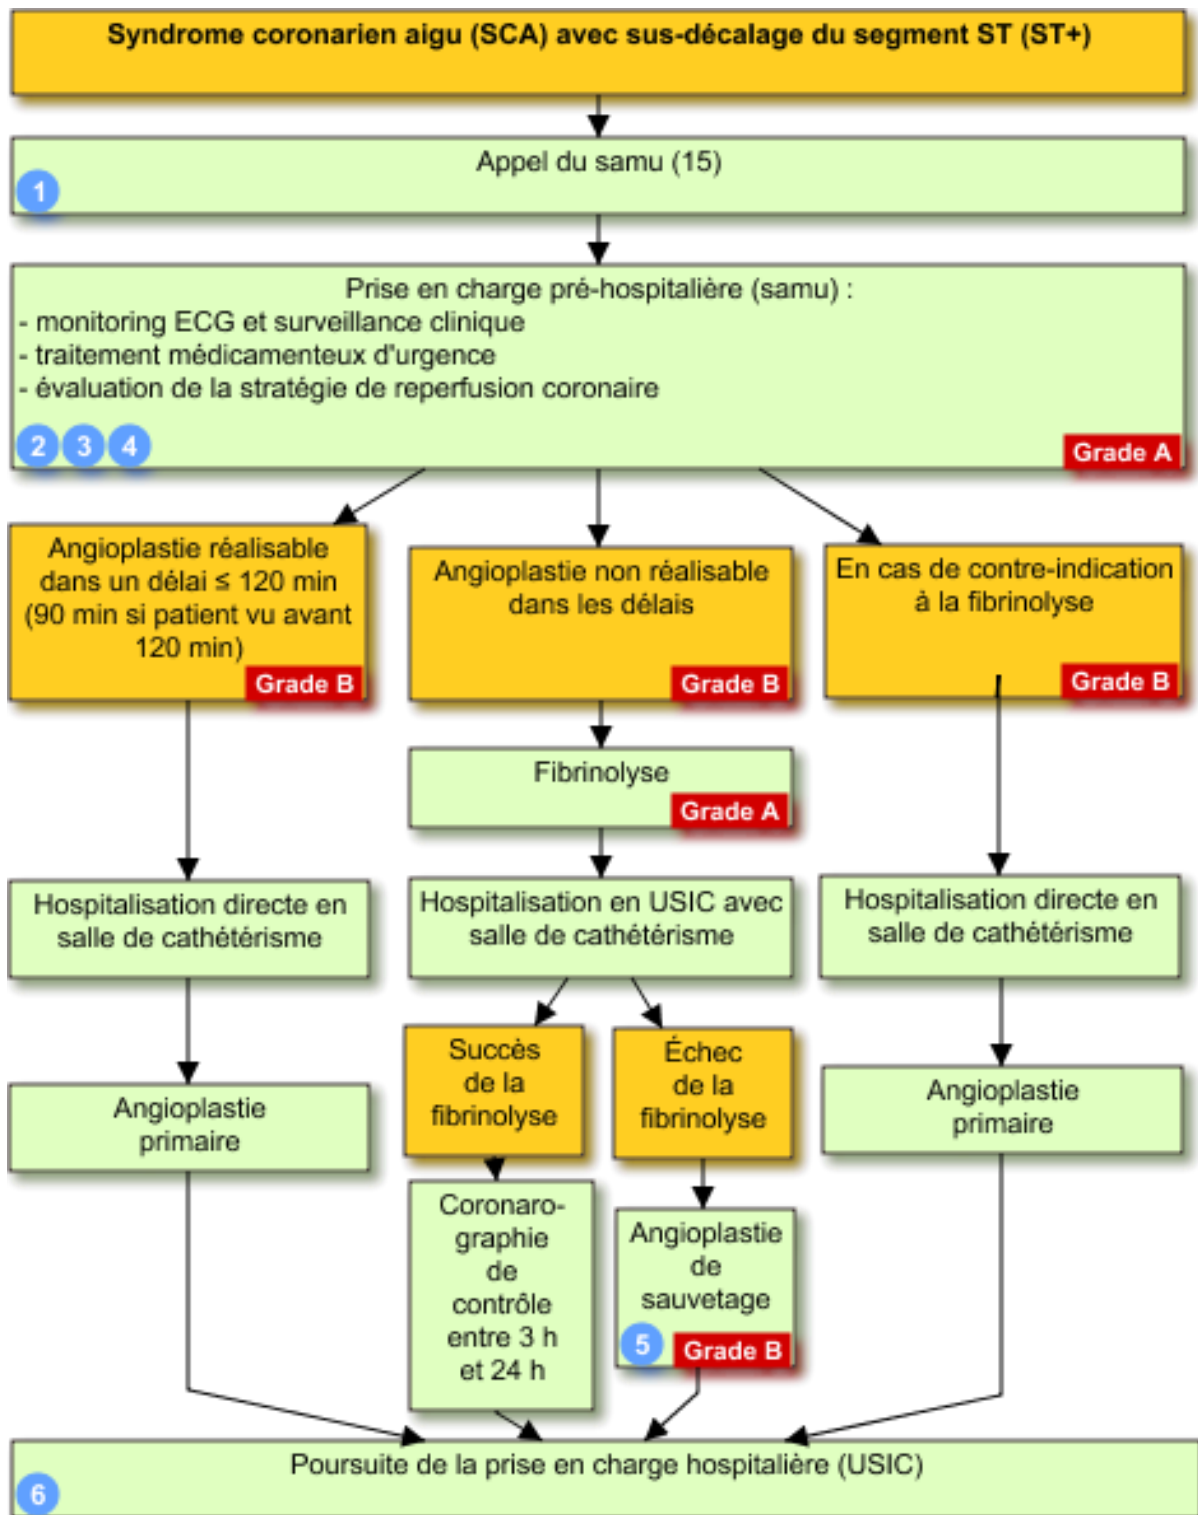 Syndrome coronarien aigu (SCA) avec sus-décalage du segment ST (ST+)
Appel du samu (15)
1
Prise en charge pré-hospitalière (samu) :
- monitoring ECG et surveillance clinique
- traitement médicamenteux d'urgence
- évaluation de la stratégie de reperfusion coronaire
2 3 4
Grade A
Angioplastie réalisable
dans un délai ≤ 120 min
(90 min si patient vu avant
120 min)
Grade B
Angioplastie non réalisable
dans les délais
Grade B
En cas de contre-indication
à la fibrinolyse
Grade B
Fibrinolyse
Grade A
Hospitalisation directe en
salle de cathétérisme
Hospitalisation en USIC avec
salle de cathétérisme
Hospitalisation directe en
salle de cathétérisme
Succès
de la
fibrinolyse
Échec
de la
fibrinolyse
Angioplastie
primaire
Angioplastie
primaire
Coronaro-
graphie
de
contrôle
entre 3 h
et 24 h
Angioplastie
de
sauvetage
5
Grade B
Poursuite de la prise en charge hospitalière (USIC)
6